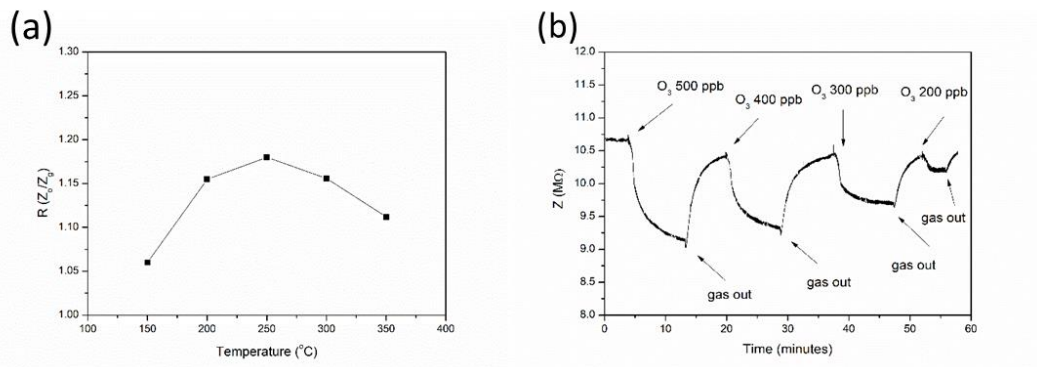 (a)
1.30
1.25
1.20
1.15
1.10
1.05
1.00
R (Z₀/Zg)
100
150
200
250
300
350
400
Temperature (°C)
(b)
12.0
11.5
11.0
10.5
10.0
9.5
9.0
8.5
8.0
Z (MΩ)
O₃ 500 ppb
O₃ 400 ppb
O₃ 300 ppb
O₃ 200 ppb
gas out
gas out
gas out
gas out
0
10
20
30
40
50
60
Time (minutes)